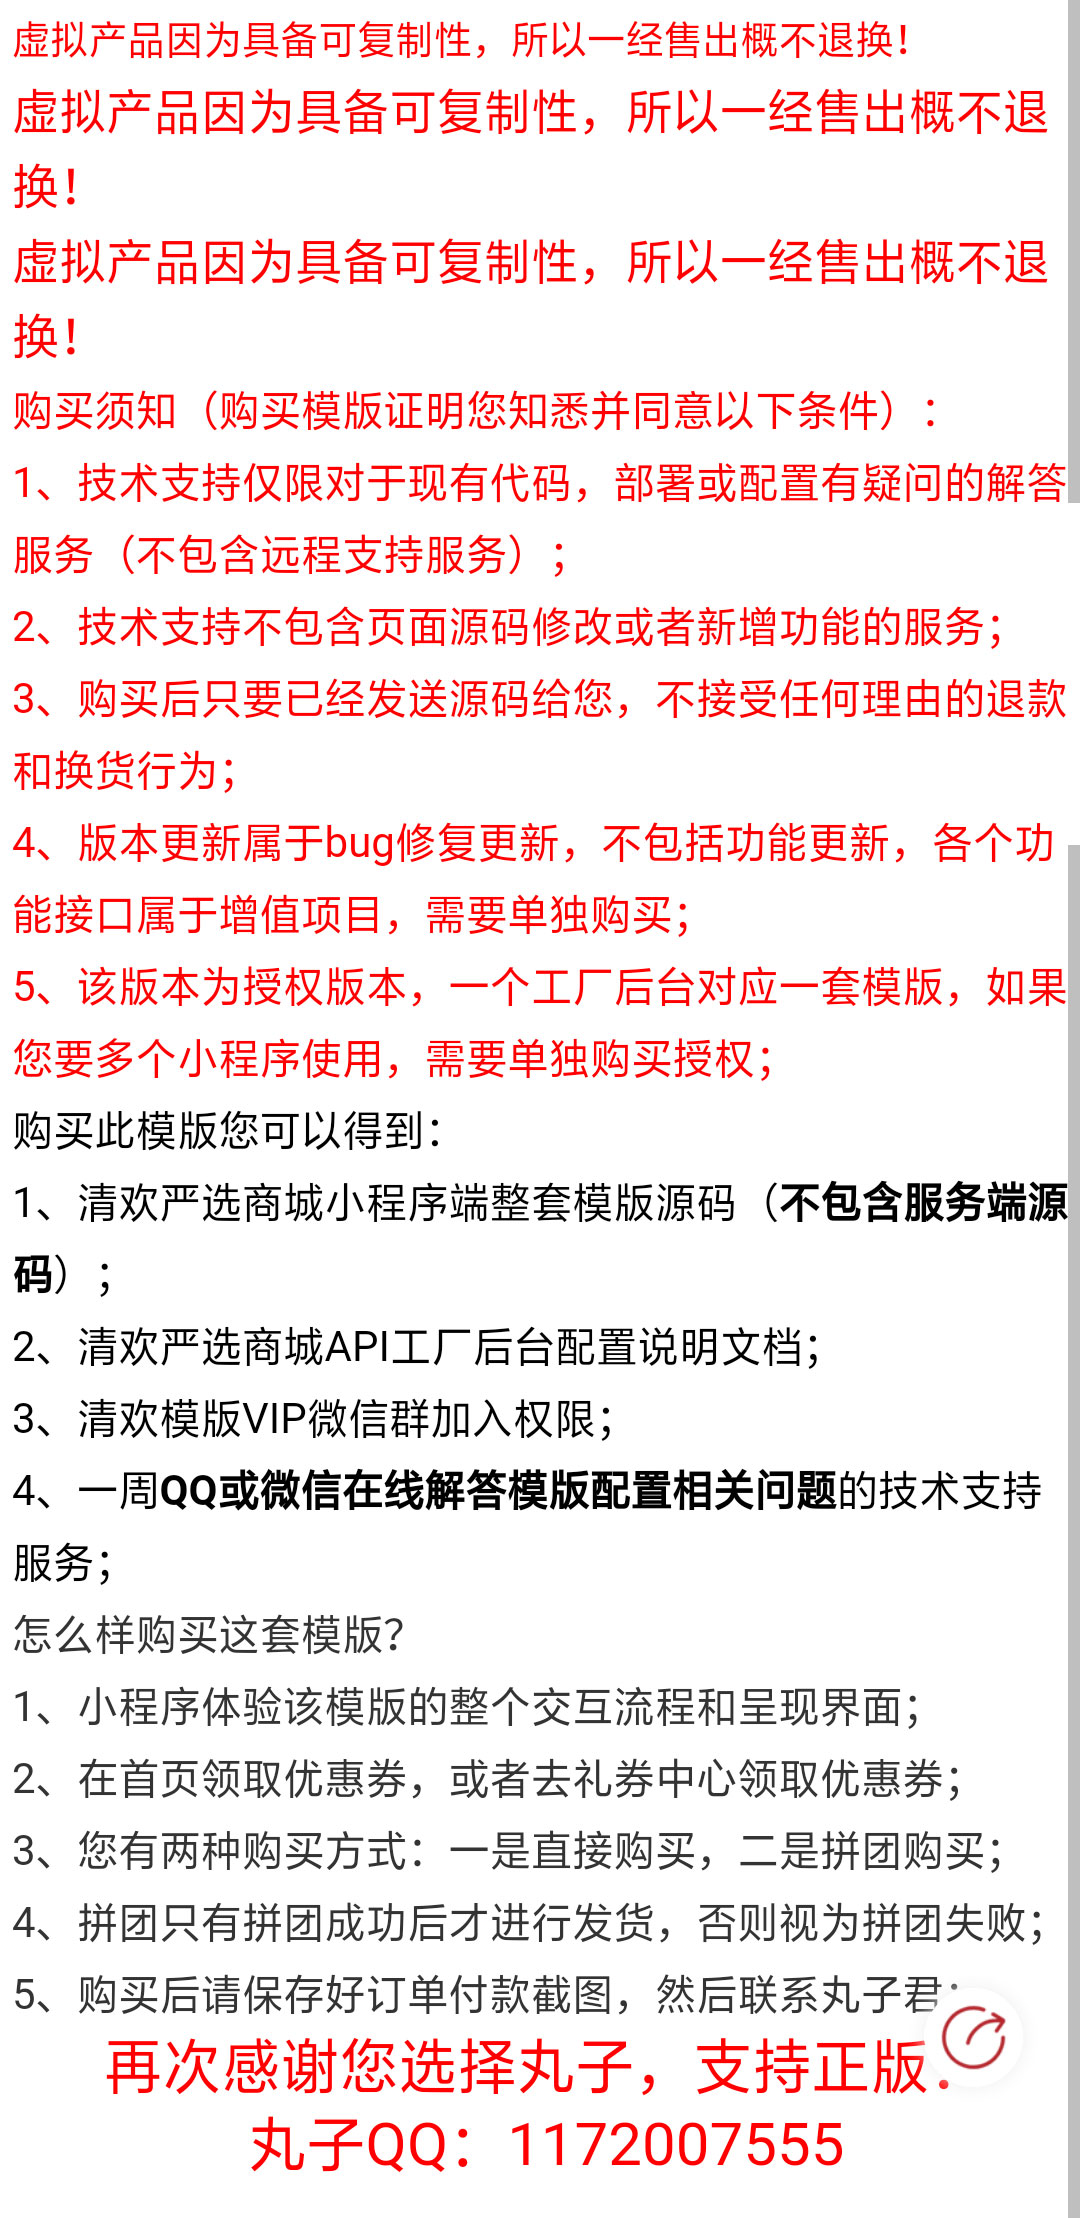 虚拟产品因为具备可复制性，所以一经售出概不退换！
虚拟产品因为具备可复制性，所以一经售出概不退
换！
虚拟产品因为具备可复制性，所以一经售出概不退
换！
购买须知（购买模版证明您知悉并同意以下条件）：
1、技术支持仅限对于现有代码，部署或配置有疑问的解答
服务（不包含远程支持服务）；
2、技术支持不包含页面源码修改或者新增功能的服务；
3、购买后只要已经发送源码给您，不接受任何理由的退款
和换货行为；
4、版本更新属于bug修复更新，不包括功能更新，各个功
能接口属于增值项目，需要单独购买；
5、该版本为授权版本，一个工厂后台对应一套模版，如果
您要多个小程序使用，需要单独购买授权；
购买此模版您可以得到：
1、清欢严选商城小程序端整套模版源码（不包含服务端源
码）；
2、清欢严选商城API工厂后台配置说明文档；
3、清欢模版VIP微信群加入权限；
4、一周QQ或微信在线解答模版配置相关问题的技术支持
服务；
怎么样购买这套模版？
1、小程序体验该模版的整个交互流程和呈现界面；
2、在首页领取优惠券，或者去礼券中心领取优惠券；
3、您有两种购买方式：一是直接购买，二是拼团购买；
4、拼团只有拼团成功后才进行发货，否则视为拼团失败；
5、购买后请保存好订单付款截图，然后联系丸子君；
再次感谢您选择丸子，支持正版！
丸子QQ：1172007555